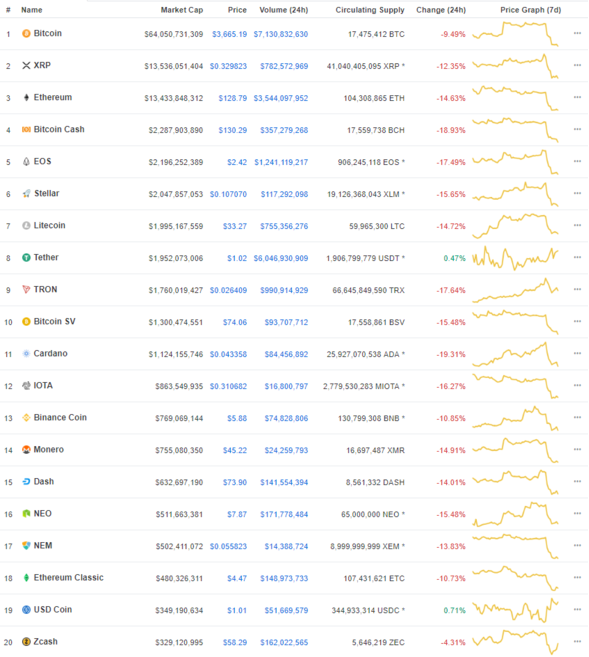 # Name Market Cap Price Volume (24h) Circulating Supply Change (24h) Price Graph (7d)
1 Bitcoin $64,050,731,309 $3,665.19 $7,130,832,630 17,475,412 BTC -9.49%
2 XRP $13,536,051,404 $0.329823 $782,572,969 41,040,405,095 XRP * -12.35%
3 Ethereum $13,433,848,312 $128.79 $3,544,097,952 104,308,865 ETH -14.63%
4 Bitcoin Cash $2,287,903,890 $130.29 $357,279,268 17,559,738 BCH -18.93%
5 EOS $2,196,252,389 $2.42 $1,241,119,217 906,245,118 EOS * -17.49%
6 Stellar $2,047,857,053 $0.107070 $117,292,098 19,126,368,043 XLM * -15.65%
7 Litecoin $1,995,167,559 $33.27 $755,356,276 59,965,300 LTC -14.72%
8 Tether $1,952,073,006 $1.02 $6,046,930,909 1,906,799,779 USDT * 0.47%
9 TRON $1,760,019,427 $0.026409 $990,914,929 66,645,849,590 TRX -17.64%
10 Bitcoin SV $1,300,474,551 $74.06 $93,707,712 17,558,861 BSV -15.48%
11 Cardano $1,124,155,746 $0.043358 $84,456,892 25,927,070,538 ADA * -19.31%
12 IOTA $863,549,935 $0.310682 $16,800,797 2,779,530,283 MIOTA * -16.27%
13 Binance Coin $769,069,144 $5.88 $74,828,806 130,799,308 BNB * -10.85%
14 Monero $755,080,350 $45.22 $24,259,793 16,697,487 XMR -14.91%
15 Dash $632,697,190 $73.90 $141,554,394 8,561,332 DASH -14.01%
16 NEO $511,663,381 $7.87 $171,778,484 65,000,000 NEO * -15.48%
17 NEM $502,411,072 $0.055823 $14,388,724 8,999,999,999 XEM * -13.83%
18 Ethereum Classic $480,326,311 $4.47 $148,973,733 107,431,621 ETC -10.73%
19 USD Coin $349,190,634 $1.01 $51,669,579 344,933,314 USDC * 0.71%
20 Zcash $329,120,995 $58.29 $162,022,565 5,646,219 ZEC -4.31%